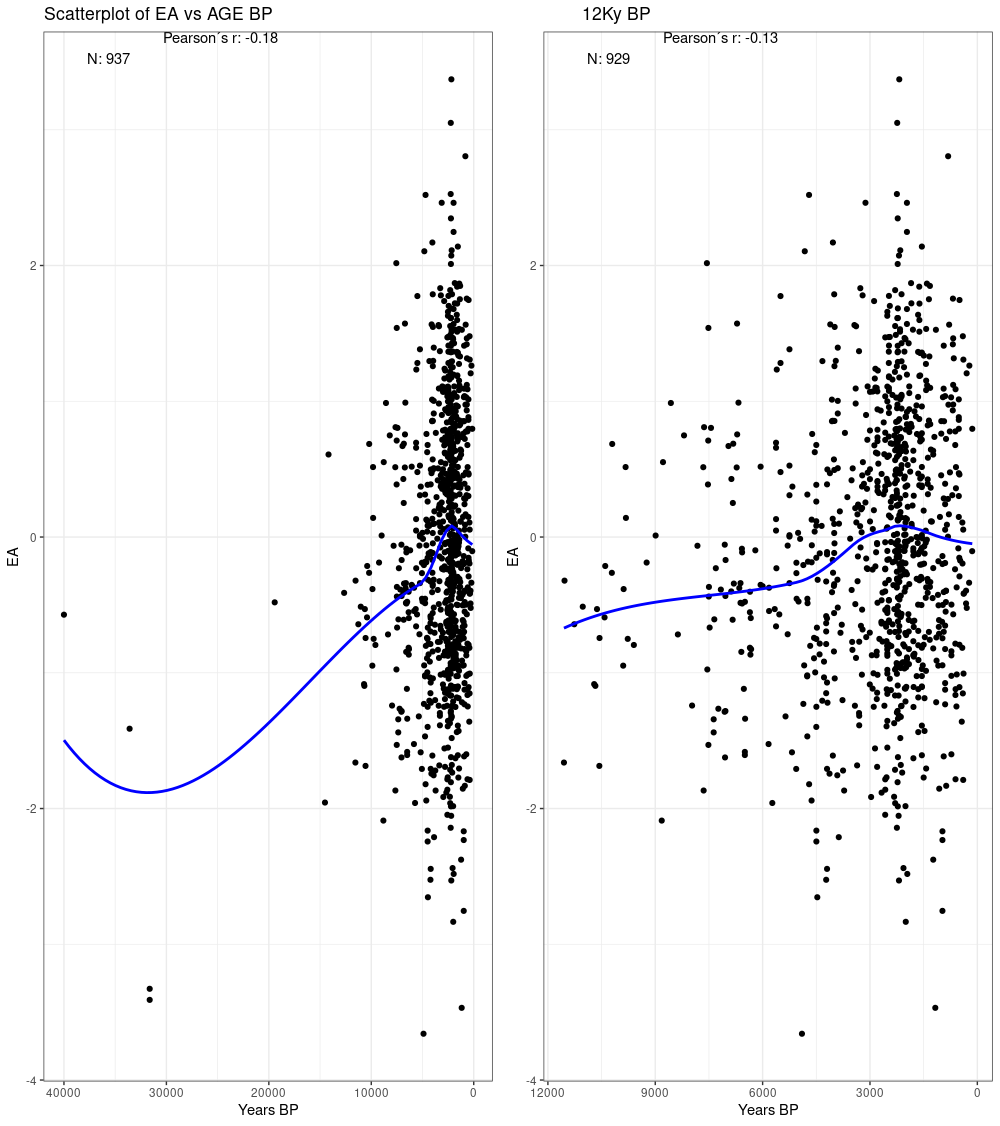 Scatterplot of EA vs AGE BP
Pearson´s r: -0.18
N: 937
EA
2
0
-2
-4
40000 30000 20000 10000 0
Years BP
12Ky BP
Pearson´s r: -0.13
N: 929
EA
2
0
-2
-4
12000 9000 6000 3000 0
Years BP